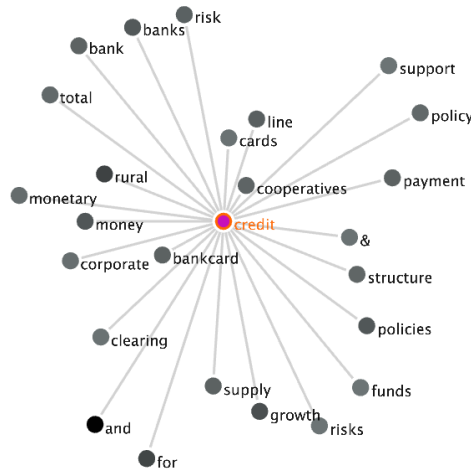 risk
banks
bank
support
total
policy
line
cards
rural
payment
cooperatives
monetary
money
credit
&
bankcard
corporate
structure
policies
clearing
supply
funds
growth
and
risks
for